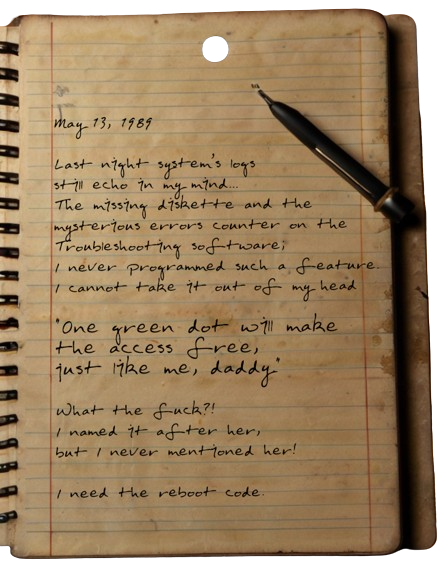 May 13, 1989
Last night system's logs
still echo in my mind...
The missing diskette and the
mysterious errors counter on the
Troubleshooting software;
I never programmed such a feature.
I cannot take it out of my head
"One green dot will make
the access free,
just like me, daddy"
What the fuck?!
I named it after her,
but I never mentioned her!
I need the reboot code.